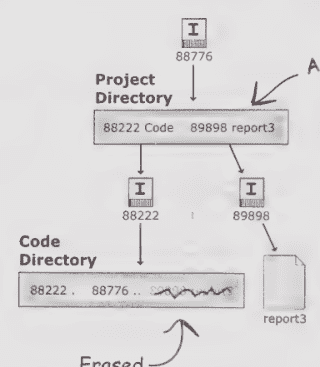 I
88776
A
Project
Directory
88222 Code 89898 report3
I
88222
I
89898
Code
Directory
88222 . 88776 ..
report3
Erased